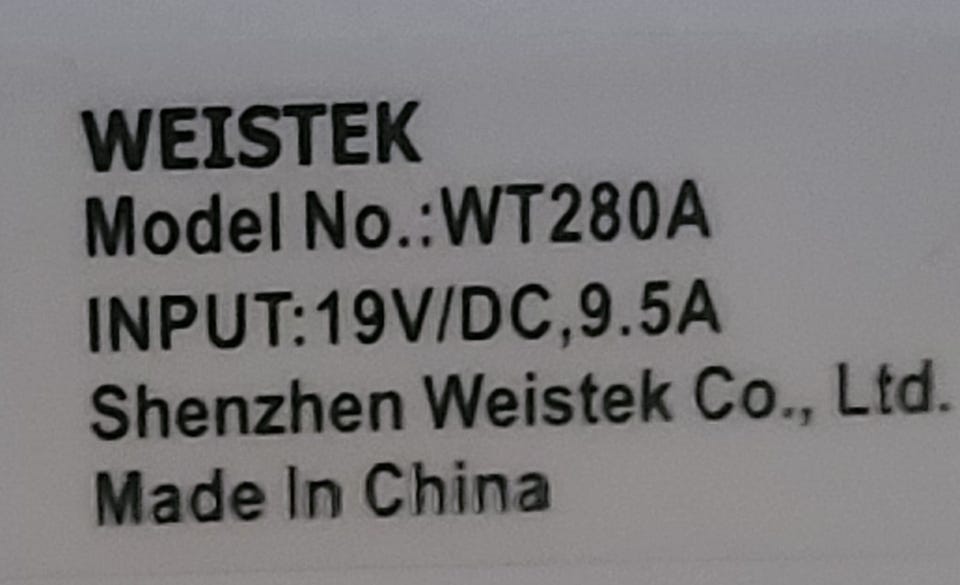 WEISTEK
Model No.:WT280A
INPUT:19V/DC,9.5A
Shenzhen Weistek Co., Ltd.
Made In China